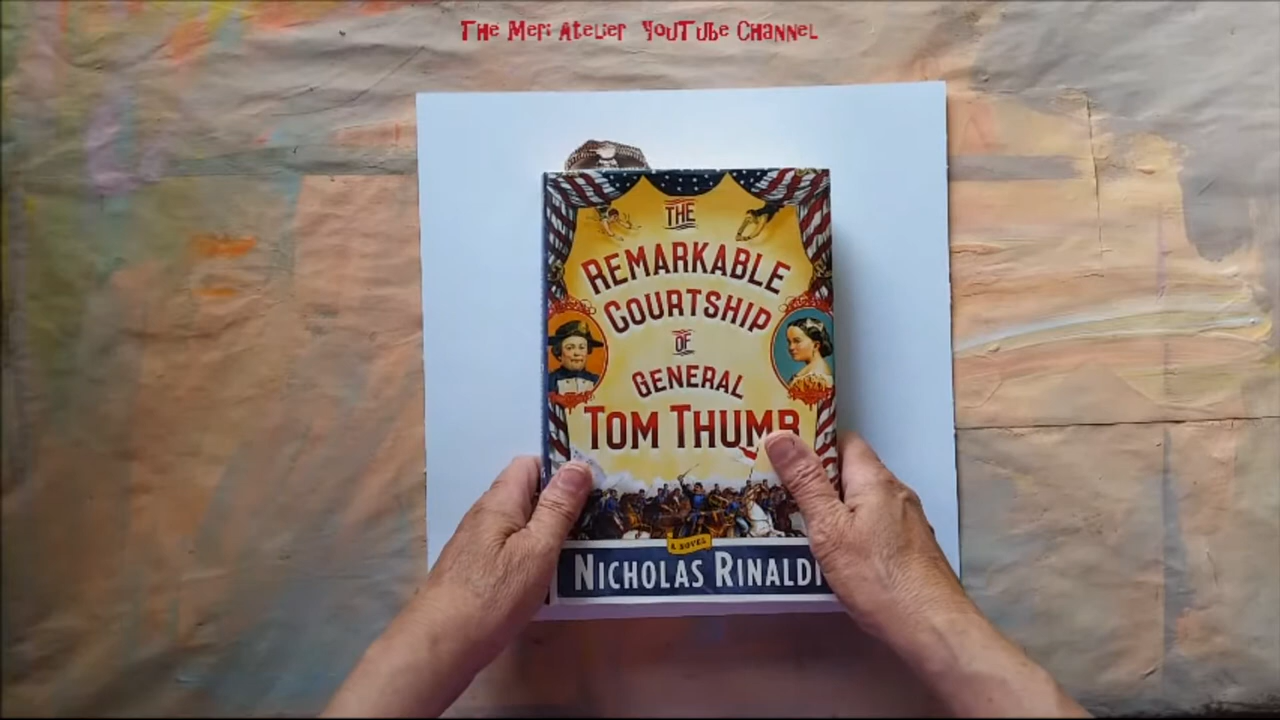 The Meri Atelier YouTube Channel
THE
REMARKABLE
COURTSHIP
OF
GENERAL
TOM THUMB
A NOVEL
NICHOLAS RINALDI